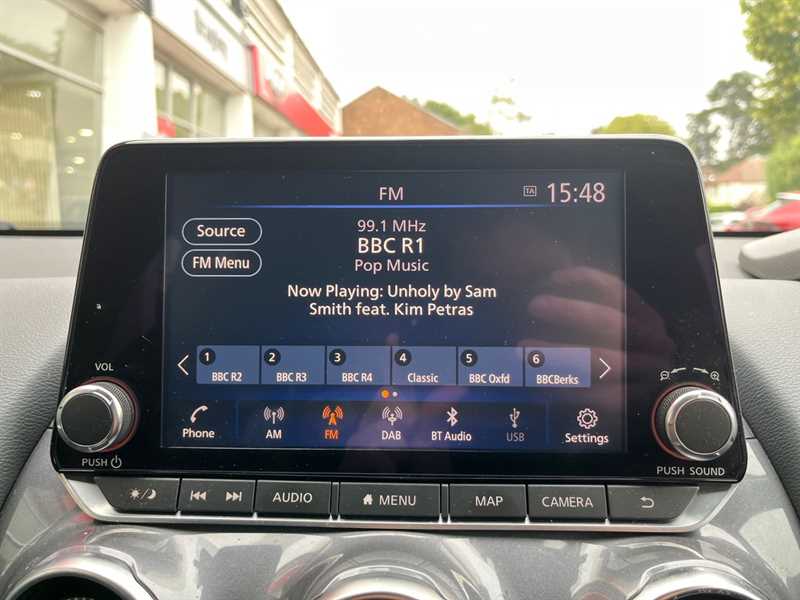 FM
TA 15:48
Source
FM Menu
99.1 MHz
BBC R1
Pop Music
Now Playing: Unholy by Sam
Smith feat. Kim Petras
1 2 3 4 5 6
BBC R2 BBC R3 BBC R4 Classic BBC Oxfd BBCBerks
Phone AM FM DAB BT Audio USB Settings
VOL
PUSH
PUSH SOUND
AUDIO MENU MAP CAMERA